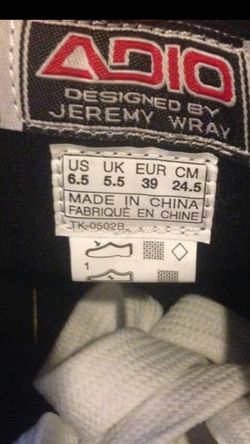 ADIO
DESIGNED BY
JEREMY WRAY
US UK EUR CM
6.5 5.5 39 24.5
MADE IN CHINA
FABRIQUÉ EN CHINE
TK-0502B
1